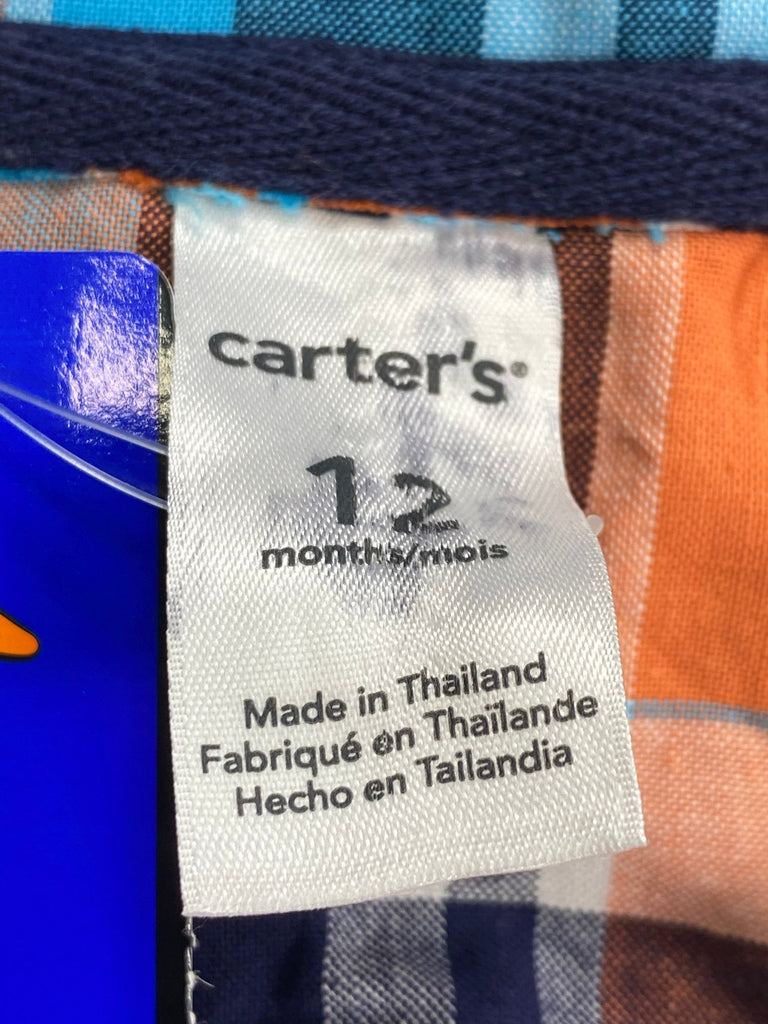 carter's®
12
months/mois
Made in Thailand
Fabriqué en Thaïlande
Hecho en Tailandia